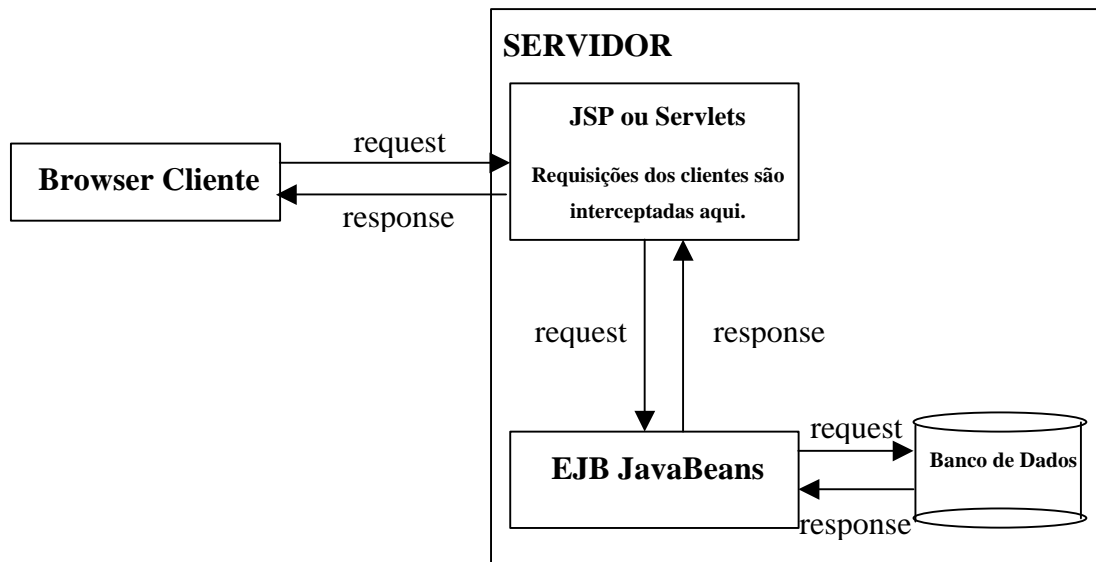 SERVIDOR
JSP ou Servlets
Requisições dos clientes são
interceptadas aqui.
request
Browser Cliente
response
request
response
EJB JavaBeans
request
Banco de Dados
response